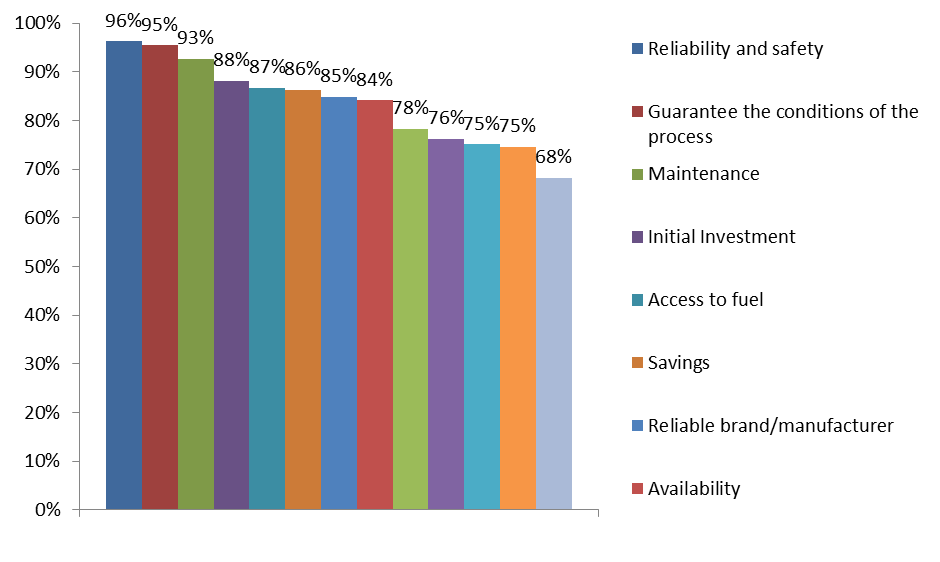 100%
90%
80%
70%
60%
50%
40%
30%
20%
10%
0%
96%
95%
93%
88%
87%
86%
85%
84%
78%
76%
75%
75%
68%
Reliability and safety
Guarantee the conditions of the
process
Maintenance
Initial Investment
Access to fuel
Savings
Reliable brand/manufacturer
Availability